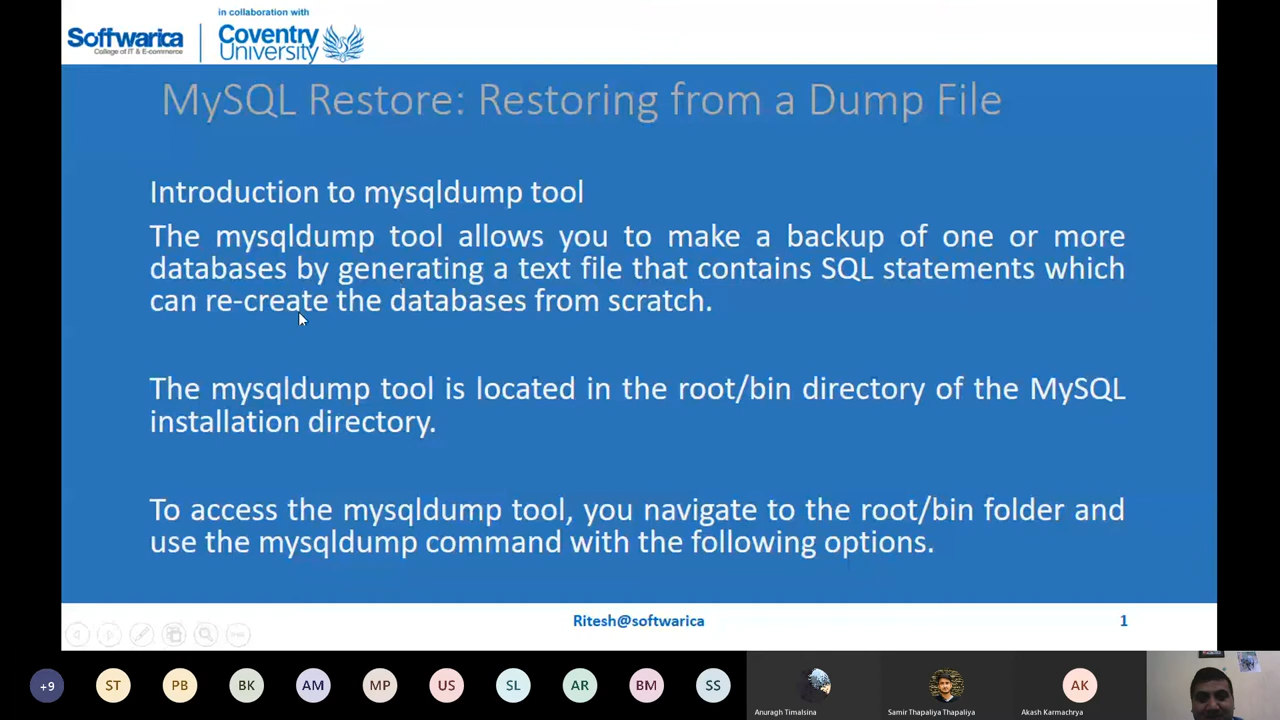 in collaboration with
Softwarica
College of IT & E-commerce
Coventry
University
MySQL Restore: Restoring from a Dump File
Introduction to mysqldump tool
The mysqldump tool allows you to make a backup of one or more
databases by generating a text file that contains SQL statements which
can re-create the databases from scratch.
The mysqldump tool is located in the root/bin directory of the MySQL
installation directory.
To access the mysqldump tool, you navigate to the root/bin folder and
use the mysqldump command with the following options.
Ritesh@softwarica
1
+9
ST
PB
BK
AM
MP
US
SL
AR
BM
SS
AK
Anuragh Timalsina
Samir Thapaliya Thapaliya
Akash Karmachrya